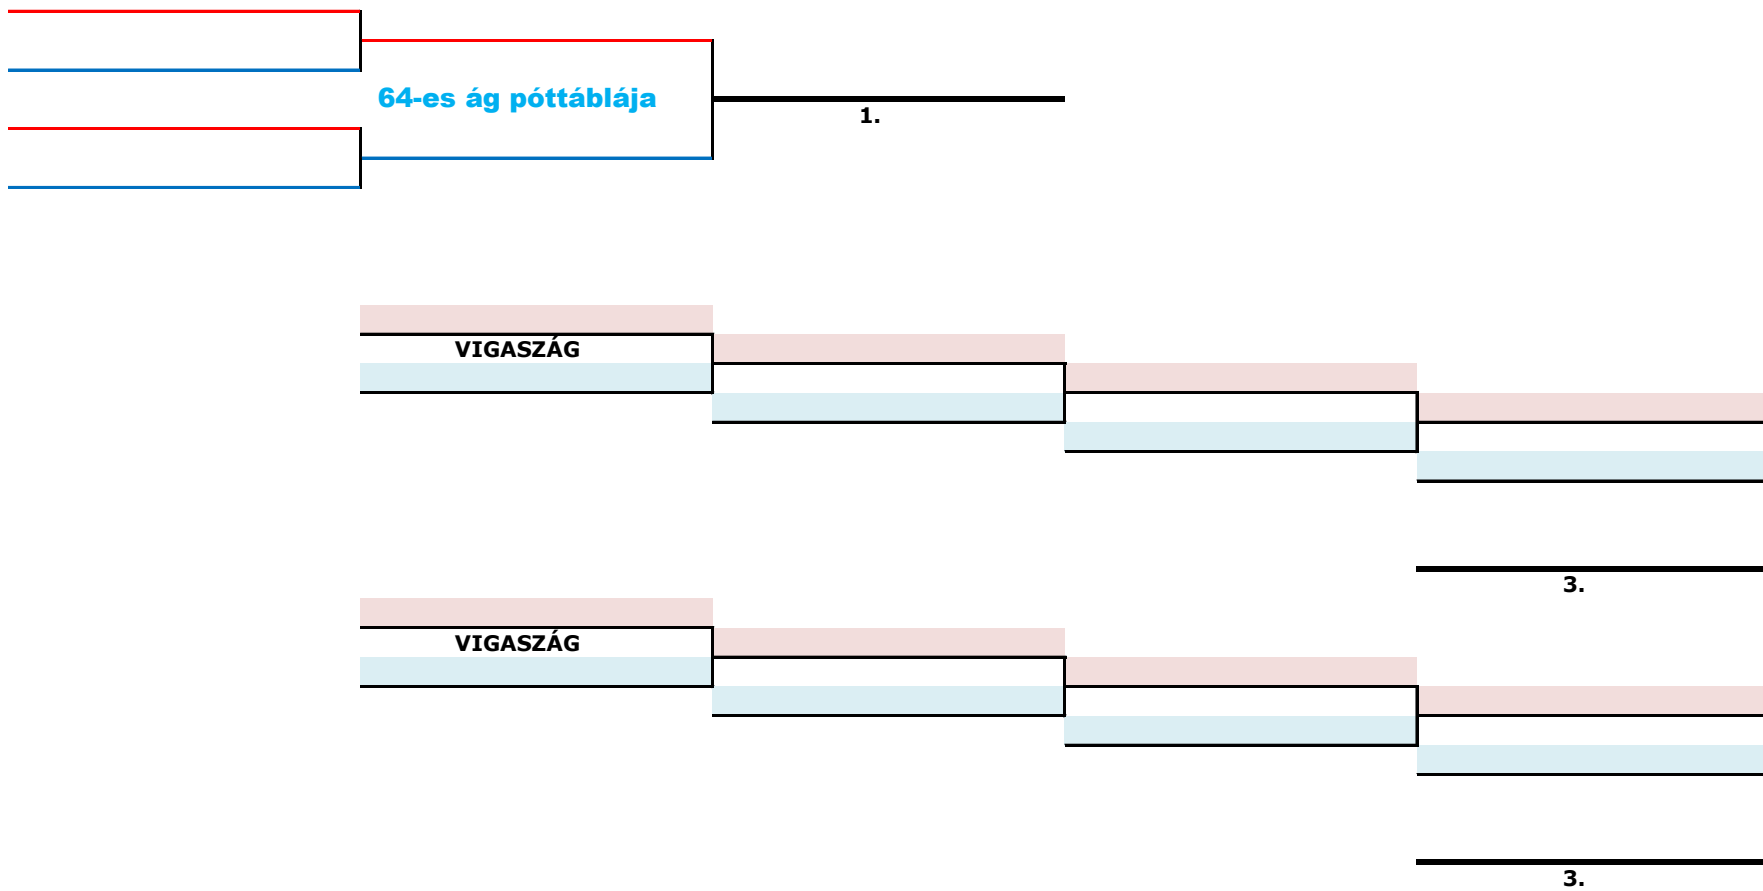 64-es ág póttáblája
1.
VIGASZÁG
3.
VIGASZÁG
3.